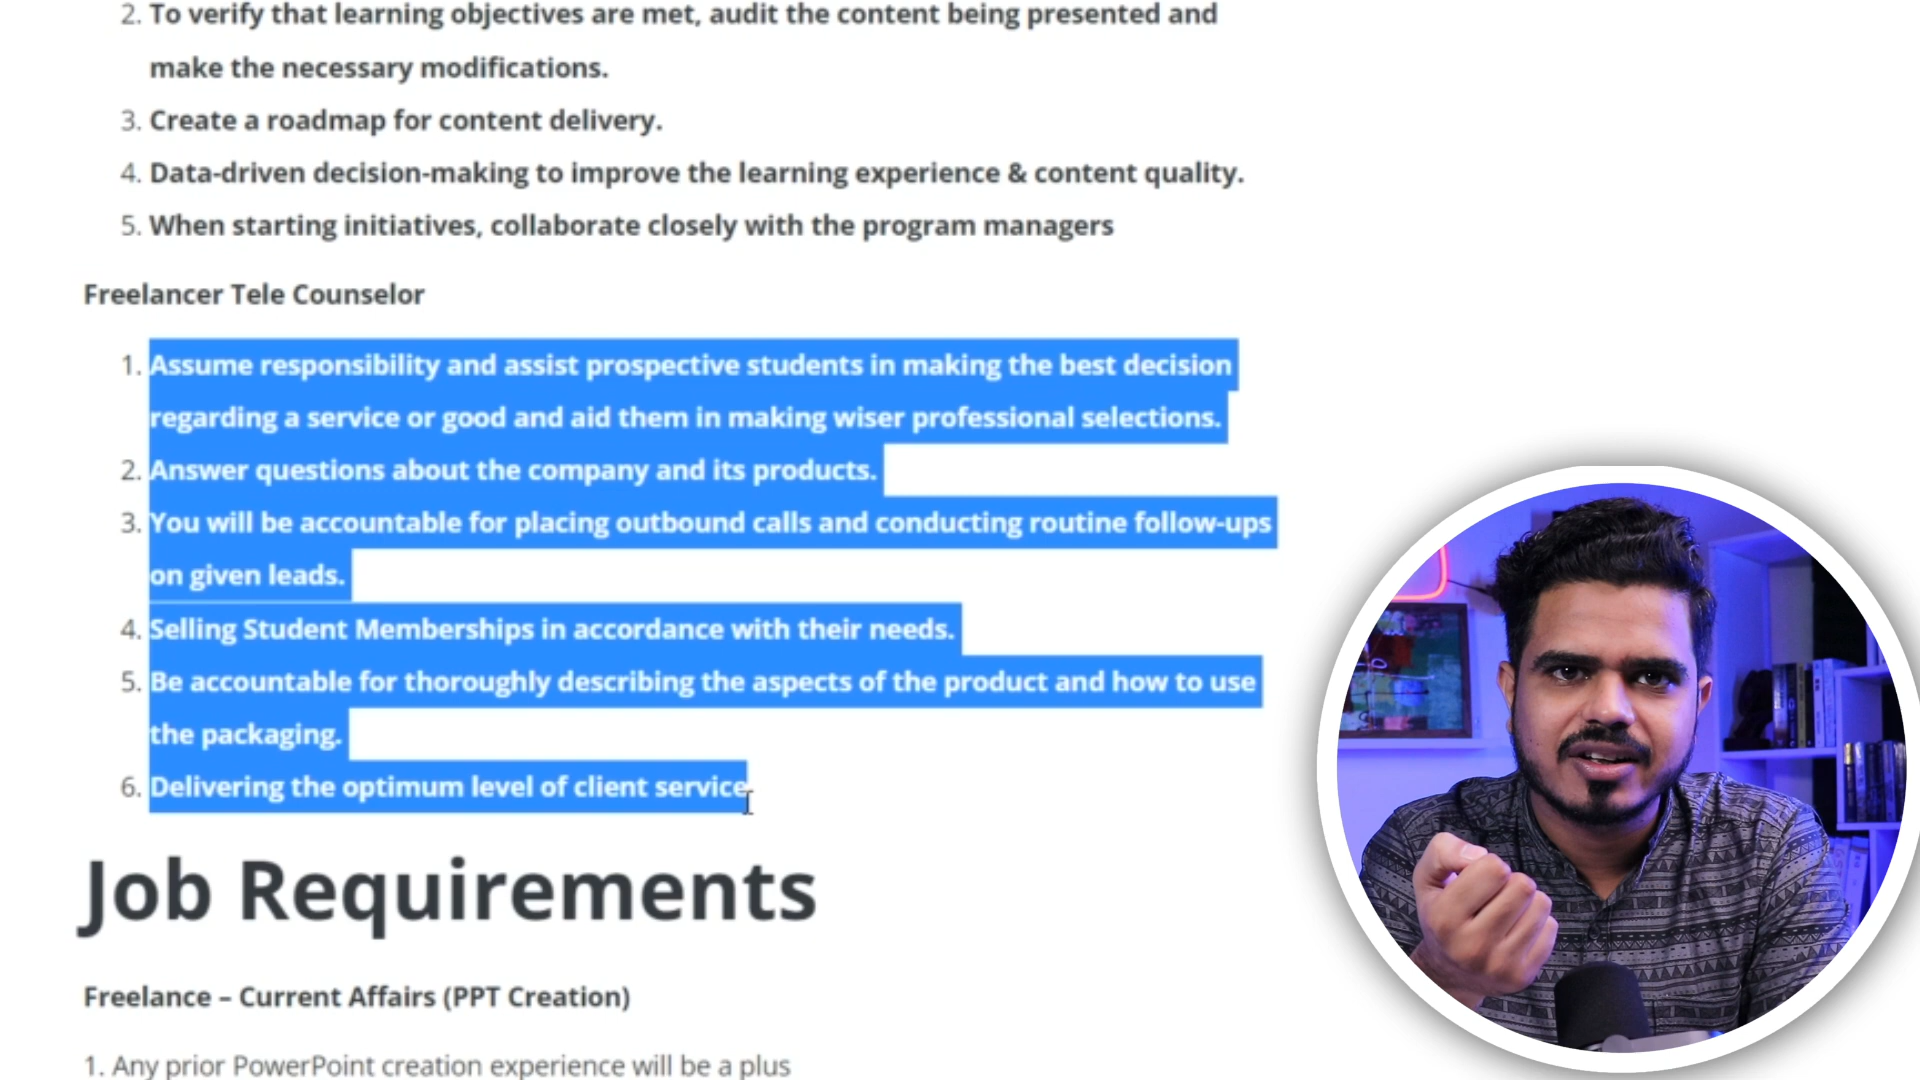 2. To verify that learning objectives are met, audit the content being presented and
make the necessary modifications.
3. Create a roadmap for content delivery.
4. Data-driven decision-making to improve the learning experience & content quality.
5. When starting initiatives, collaborate closely with the program managers
Freelancer Tele Counselor
1. Assume responsibility and assist prospective students in making the best decision
regarding a service or good and aid them in making wiser professional selections.
2. Answer questions about the company and its products.
3. You will be accountable for placing outbound calls and conducting routine follow-ups
on given leads.
4. Selling Student Memberships in accordance with their needs.
5. Be accountable for thoroughly describing the aspects of the product and how to use
the packaging.
6. Delivering the optimum level of client service.
Job Requirements
Freelance – Current Affairs (PPT Creation)
1. Any prior PowerPoint creation experience will be a plus